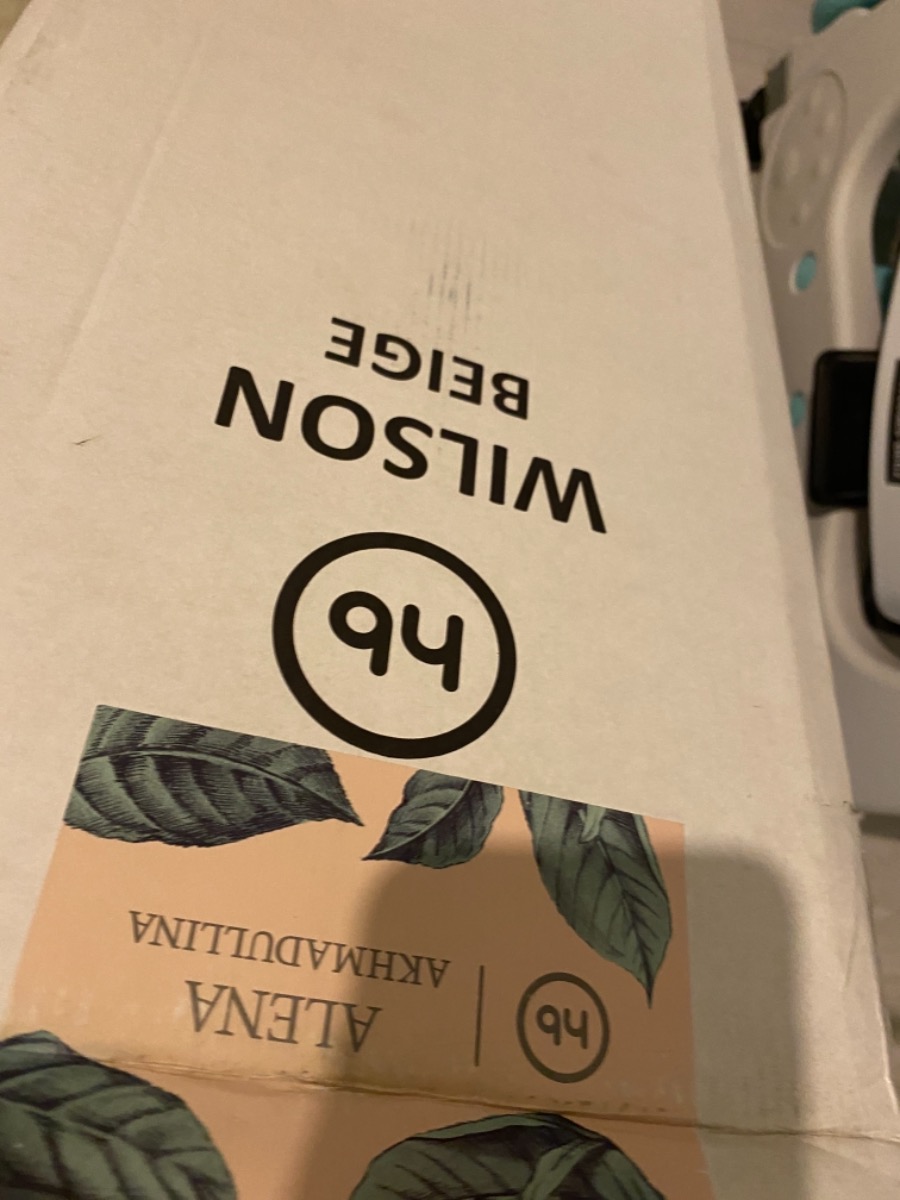 hb
ALENA
AKHMADULLINA
hb
WILSON
BEIGE